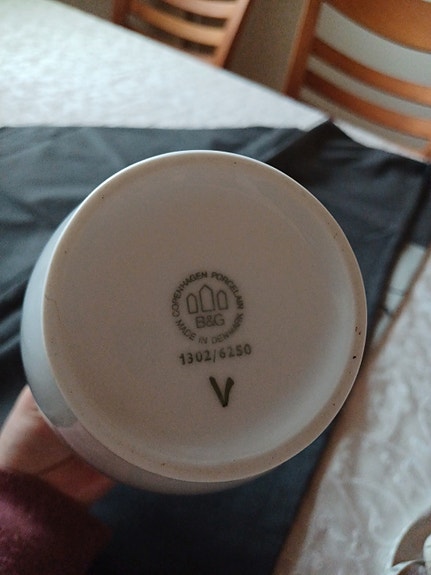 COPENHAGEN PORCELAIN
B&G
MADE IN DENMARK
1302/6250
V